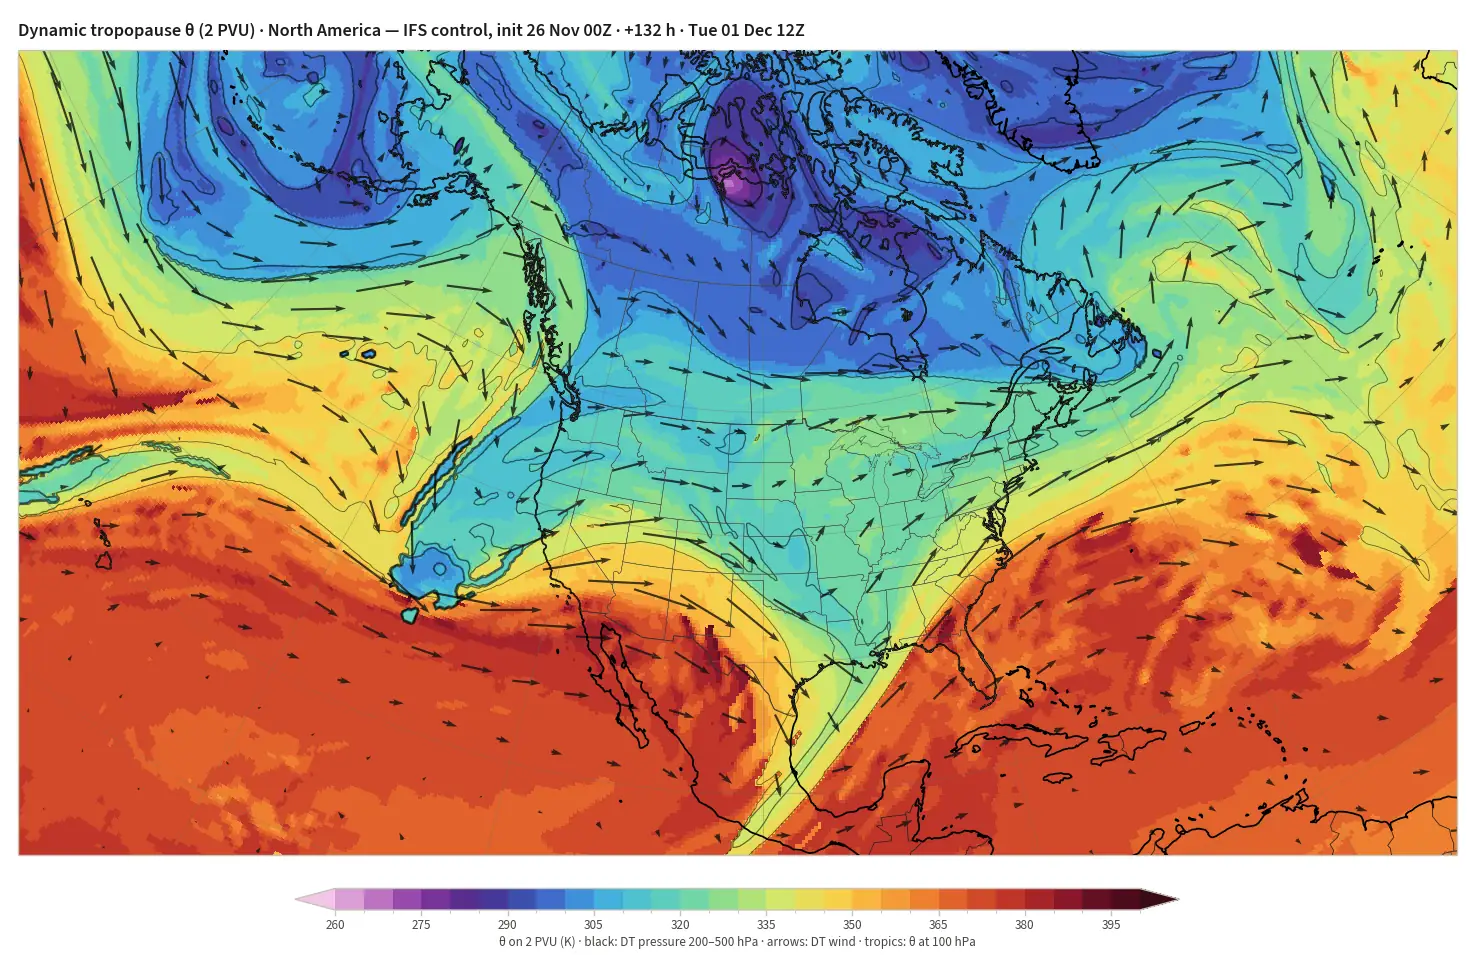 Dynamic tropopause θ (2 PVU) · North America — IFS control, init 26 Nov 00Z · +132 h · Tue 01 Dec 12Z
260 275 290 305 320 335 350 365 380 395
θ on 2 PVU (K) · black: DT pressure 200–500 hPa · arrows: DT wind · tropics: θ at 100 hPa